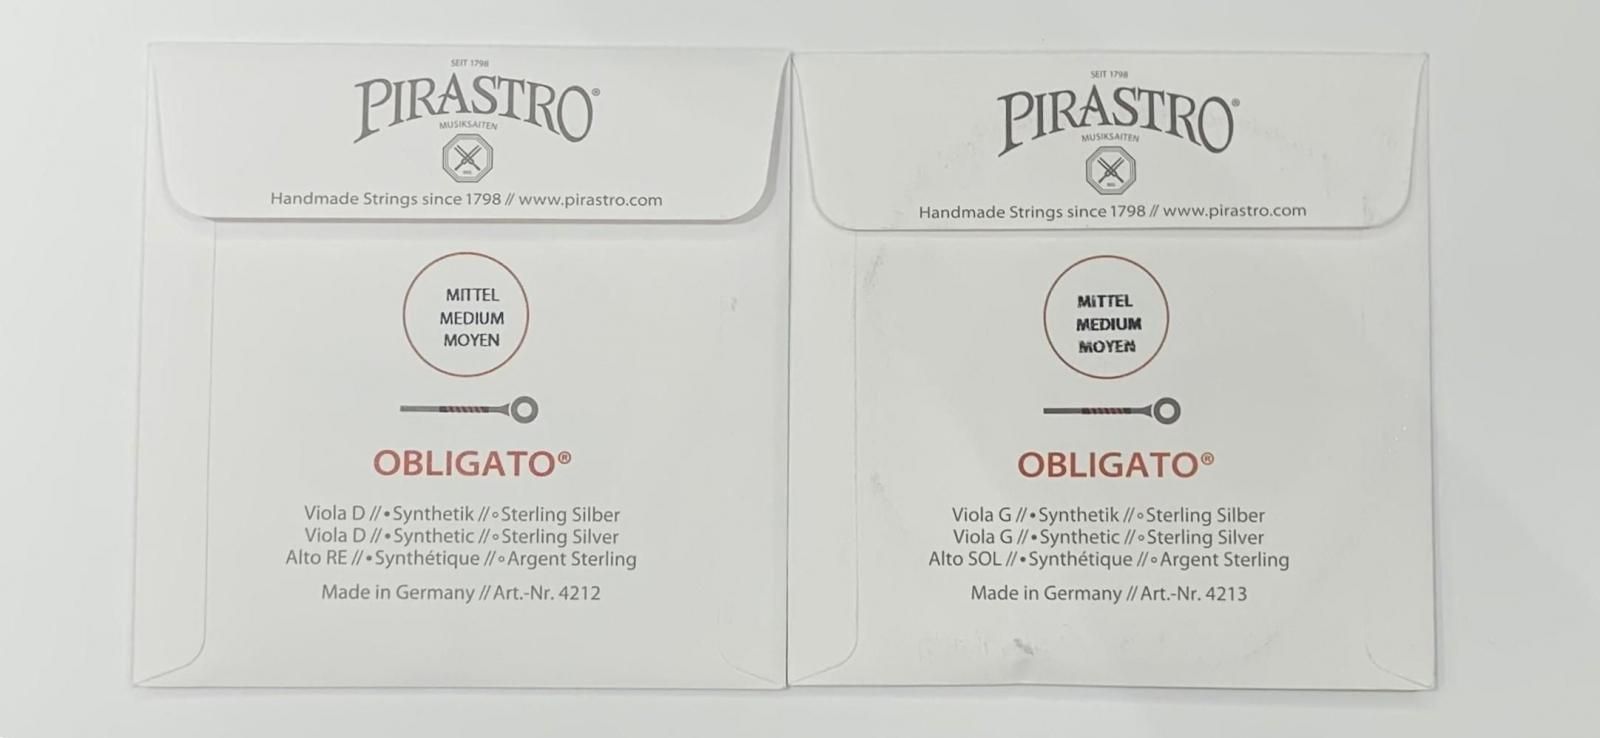 SEIT 1798
PIRASTRO®
MUSIKSAITEN
Handmade Strings since 1798 // www.pirastro.com
MITTEL
MEDIUM
MOYEN
OBLIGATO®
Viola D // • Synthetik // ∘ Sterling Silber
Viola D // • Synthetic // ∘ Sterling Silver
Alto RE // • Synthétique // ∘ Argent Sterling
Made in Germany // Art.-Nr. 4212
SEIT 1798
PIRASTRO®
MUSIKSAITEN
Handmade Strings since 1798 // www.pirastro.com
MITTEL
MEDIUM
MOYEN
OBLIGATO®
Viola G // • Synthetik // ∘ Sterling Silber
Viola G // • Synthetic // ∘ Sterling Silver
Alto SOL // • Synthétique // ∘ Argent Sterling
Made in Germany // Art.-Nr. 4213